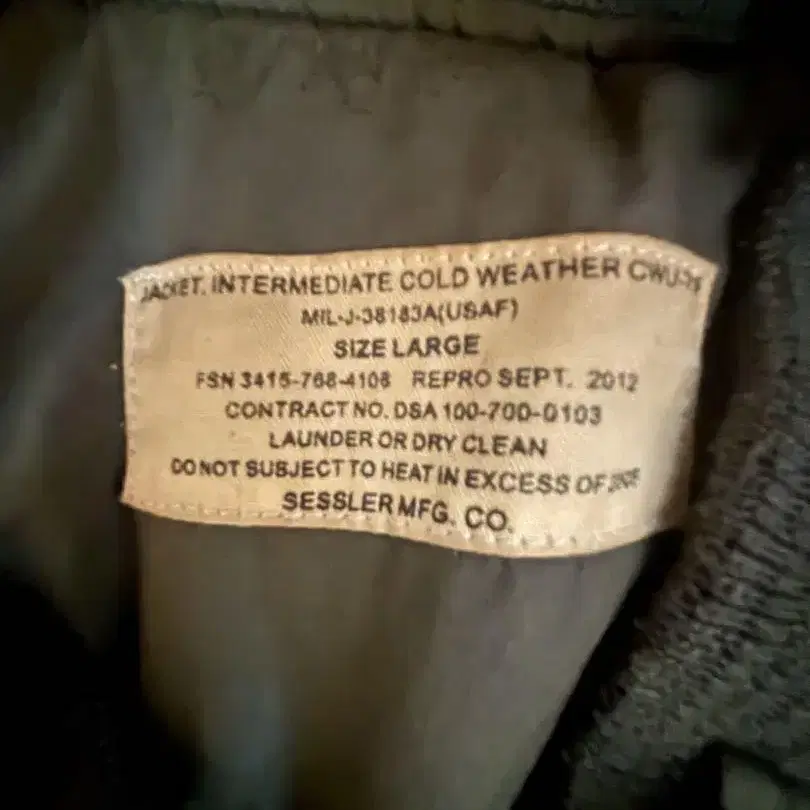 JACKET. INTERMEDIATE COLD WEATHER
MIL-J-38183A(USAF)
SIZE LARGE
FSN 3415-768-4108 REPRO SEPT. 2012
CONTRACT NO. DSA 100-700-0103
LAUNDER OR DRY CLEAN
DO NOT SUBJECT TO HEAT IN EXCESS OF
SESSLER MFG. CO.